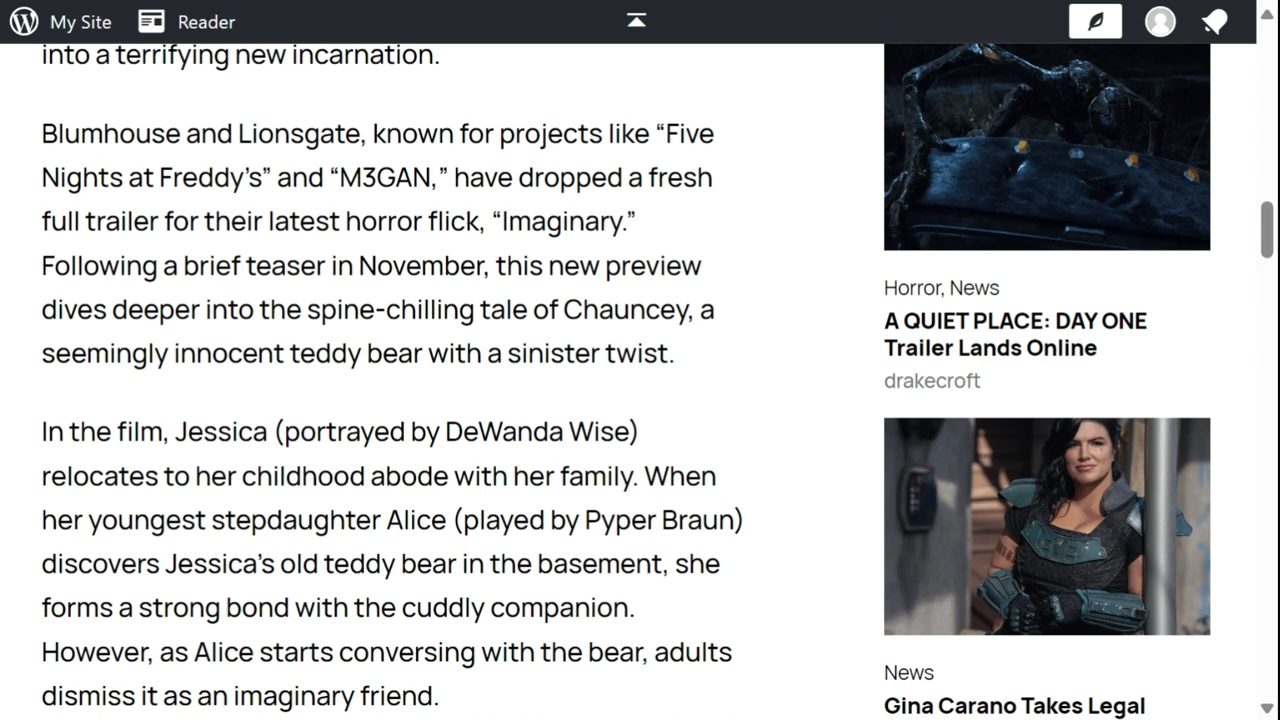 My Site
Reader
into a terrifying new incarnation.
Blumhouse and Lionsgate, known for projects like “Five
Nights at Freddy’s” and “M3GAN,” have dropped a fresh
full trailer for their latest horror flick, “Imaginary.”
Following a brief teaser in November, this new preview
dives deeper into the spine-chilling tale of Chauncey, a
seemingly innocent teddy bear with a sinister twist.
In the film, Jessica (portrayed by DeWanda Wise)
relocates to her childhood abode with her family. When
her youngest stepdaughter Alice (played by Pyper Braun)
discovers Jessica’s old teddy bear in the basement, she
forms a strong bond with the cuddly companion.
However, as Alice starts conversing with the bear, adults
dismiss it as an imaginary friend.
Horror, News
A QUIET PLACE: DAY ONE
Trailer Lands Online
drakecroft
News
Gina Carano Takes Legal